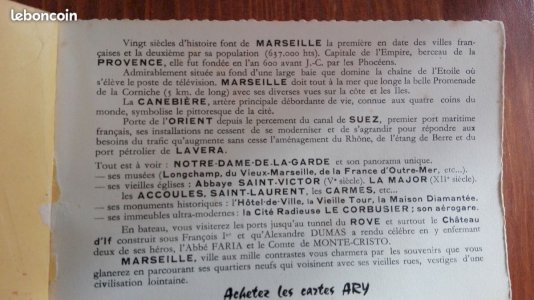 leboncoin
Vingt siècles d'histoire font de MARSEILLE la première en date des villes fran-
çaises et la deuxième par sa population (637.000 hts). Capitale de l'Empire, berceau de la
PROVENCE, elle fut fondée en l'an 600 avant J.-C. par les Phocéens.
Admirablement située au fond d'une large baie que domine la chaîne de l'Etoile où
s'élève le poste de télévision. MARSEILLE doit tout à la mer que longe la belle Promenade
de la Corniche (5 km. de long) avec ses diverses vues sur la côte et les Iles.
La CANEBIÈRE, artère principale débordante de vie, connue aux quatre coins du
monde, symbolise le pittoresque de la cité.
Porte de l'ORIENT depuis le percement du canal de SUEZ, premier port maritime
français, ses installations ne cessent de se moderniser et de s'agrandir pour répondre aux
besoins du trafic qu'augmente sans cesse l'aménagement du Rhône, de l'étang de Berre et du
port pétrolier de LAVERA.
Tout est à voir : NOTRE-DAME-DE-LA-GARDE et son panorama unique.
— ses musées (Longchamp, du Vieux-Marseille, de la France d'Outre-Mer, etc...).
— ses vieilles églises : Abbaye SAINT-VICTOR (Ve siècle). LA MAJOR (XIIe siècle).
les ACCOULES, SAINT-LAURENT, les CARMES, etc...
— ses monuments historiques : l'Hôtel-de-Ville, la Vieille Tour, la Maison Diamantée.
— ses immeubles ultra-modernes : la Cité Radieuse LE CORBUSIER ; son aérogare.
En bateau, vous visiterez les ports jusqu'au tunnel du ROVE et surtout le Château
d'If construit sous François Ier et qu'Alexandre DUMAS a rendu célèbre en y enfermant
deux de ses héros, l'Abbé FARIA et le Comte de MONTE-CRISTO.
MARSEILLE, ville aux mille contrastes vous charmera par les souvenirs que vous
glanerez en parcourant ses quartiers neufs qui voisinent avec ses vieilles rues, vestiges d'une
civilisation lointaine.
Achetez les cartes ARY